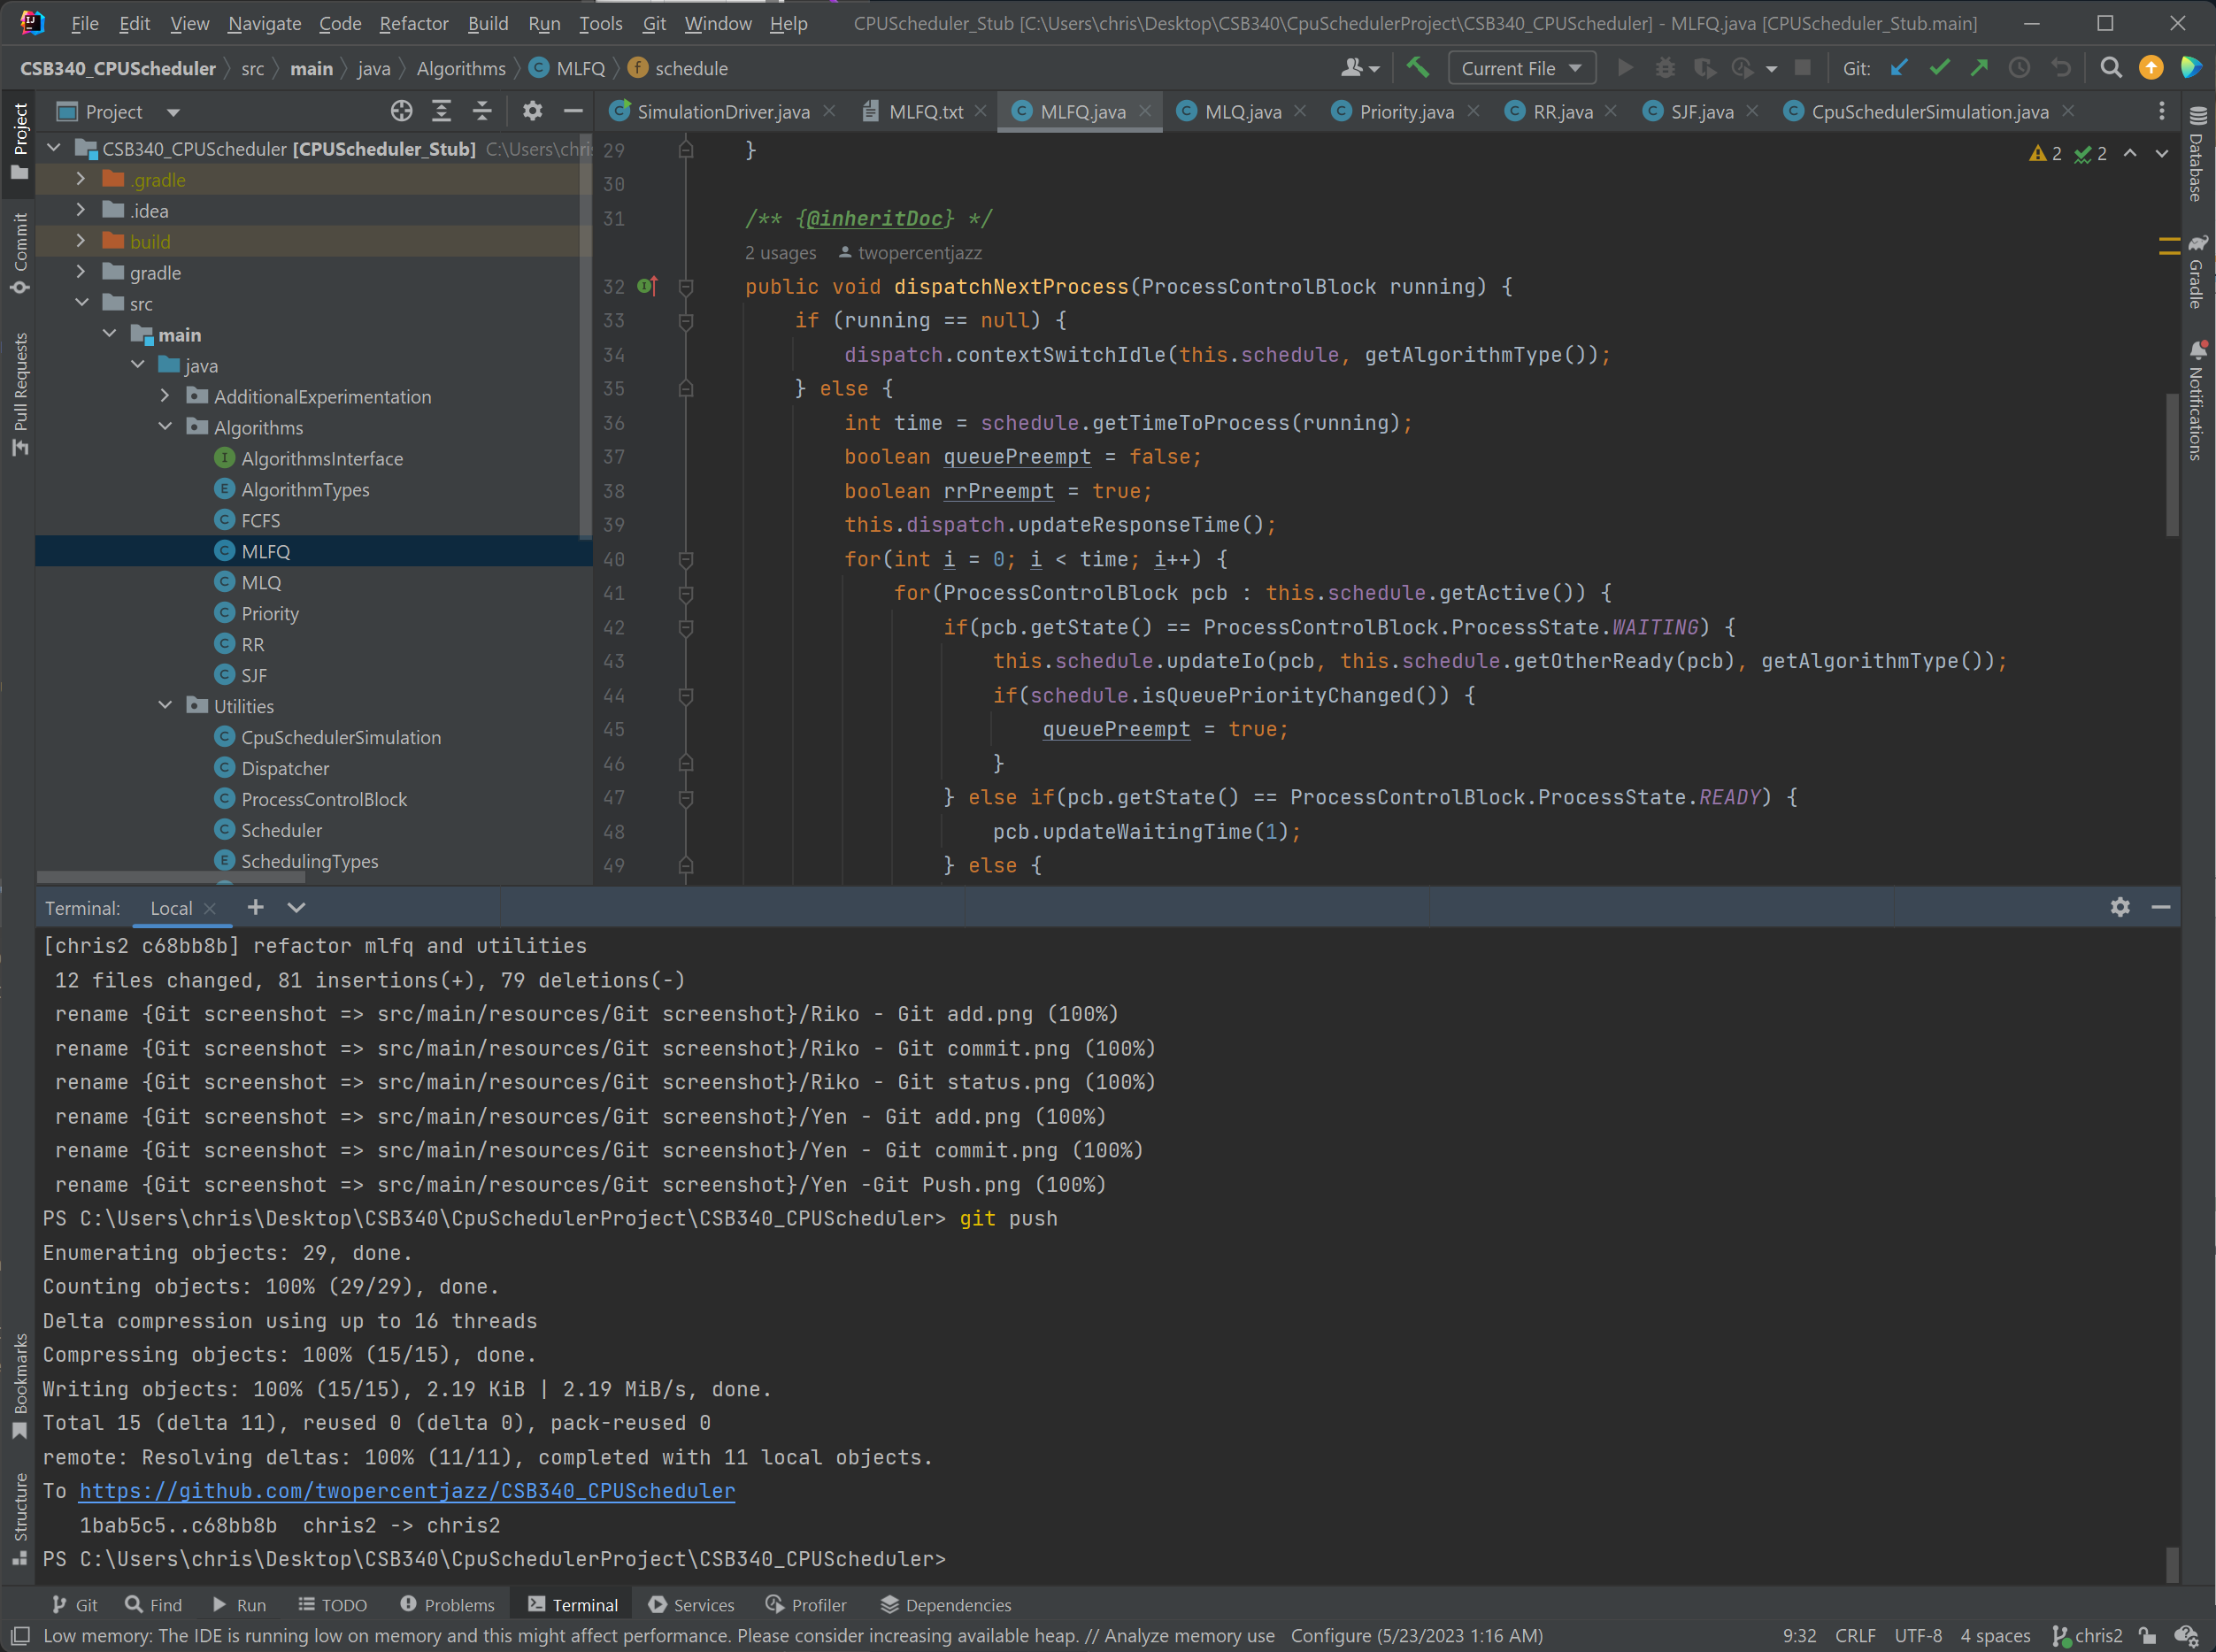 File Edit View Navigate Code Refactor Build Run Tools Git Window Help CPUScheduler_Stub [C:\Users\chris\Desktop\CSB340\CpuSchedulerProject\CSB340_CPUScheduler] - MLFQ.java [CPUScheduler_Stub.main]
CSB340_CPUScheduler src main java Algorithms MLFQ schedule Current File Git:
Project SimulationDriver.java MLFQ.txt MLFQ.java MLQ.java Priority.java RR.java SJF.java CpuSchedulerSimulation.java
Project
Commit
Pull Requests
Bookmarks
Structure
CSB340_CPUScheduler [CPUScheduler_Stub]
.gradle
.idea
build
gradle
src
main
java
AdditionalExperimentation
Algorithms
AlgorithmsInterface
AlgorithmTypes
FCFS
MLFQ
MLQ
Priority
RR
SJF
Utilities
CpuSchedulerSimulation
Dispatcher
ProcessControlBlock
Scheduler
SchedulingTypes
29 }
2 2
30
31 /** {@inheritDoc} */
2 usages twopercentjazz
32 public void dispatchNextProcess(ProcessControlBlock running) {
33 if (running == null) {
34 dispatch.contextSwitchIdle(this.schedule, getAlgorithmType());
35 } else {
36 int time = schedule.getTimeToProcess(running);
37 boolean queuePreempt = false;
38 boolean rrPreempt = true;
39 this.dispatch.updateResponseTime();
40 for(int i = 0; i < time; i++) {
41 for(ProcessControlBlock pcb : this.schedule.getActive()) {
42 if(pcb.getState() == ProcessControlBlock.ProcessState.WAITING) {
43 this.schedule.updateIo(pcb, this.schedule.getOtherReady(pcb), getAlgorithmType());
44 if(schedule.isQueuePriorityChanged()) {
45 queuePreempt = true;
46 }
47 } else if(pcb.getState() == ProcessControlBlock.ProcessState.READY) {
48 pcb.updateWaitingTime(1);
49 } else {
Database
Gradle
Notifications
Terminal: Local
[chris2 c68bb8b] refactor mlfq and utilities
12 files changed, 81 insertions(+), 79 deletions(-)
rename {Git screenshot => src/main/resources/Git screenshot}/Riko - Git add.png (100%)
rename {Git screenshot => src/main/resources/Git screenshot}/Riko - Git commit.png (100%)
rename {Git screenshot => src/main/resources/Git screenshot}/Riko - Git status.png (100%)
rename {Git screenshot => src/main/resources/Git screenshot}/Yen - Git add.png (100%)
rename {Git screenshot => src/main/resources/Git screenshot}/Yen - Git commit.png (100%)
rename {Git screenshot => src/main/resources/Git screenshot}/Yen -Git Push.png (100%)
PS C:\Users\chris\Desktop\CSB340\CpuSchedulerProject\CSB340_CPUScheduler> git push
Enumerating objects: 29, done.
Counting objects: 100% (29/29), done.
Delta compression using up to 16 threads
Compressing objects: 100% (15/15), done.
Writing objects: 100% (15/15), 2.19 KiB | 2.19 MiB/s, done.
Total 15 (delta 11), reused 0 (delta 0), pack-reused 0
remote: Resolving deltas: 100% (11/11), completed with 11 local objects.
To https://github.com/twopercentjazz/CSB340_CPUScheduler
1bab5c5..c68bb8b chris2 -> chris2
PS C:\Users\chris\Desktop\CSB340\CpuSchedulerProject\CSB340_CPUScheduler>
Git Find Run TODO Problems Terminal Services Profiler Dependencies
Low memory: The IDE is running low on memory and this might affect performance. Please consider increasing available heap. // Analyze memory use Configure (5/23/2023 1:16 AM) 9:32 CRLF UTF-8 4 spaces chris2